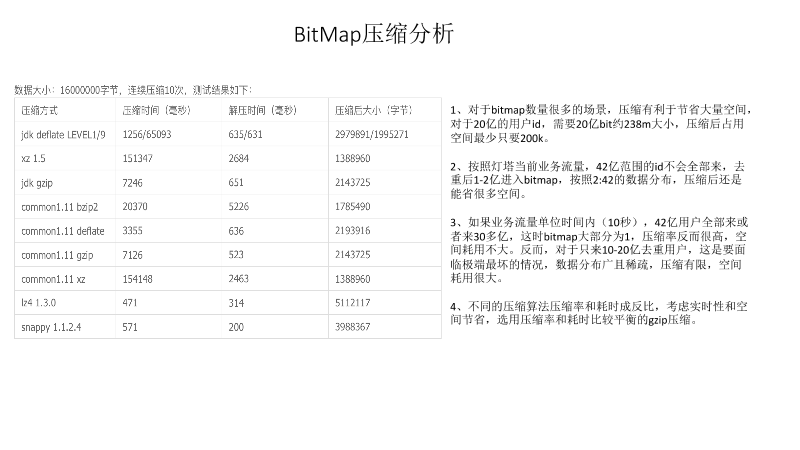 BitMap压缩分析
数据大小：16000000字节，连续压缩10次，测试结果如下：
压缩方式 压缩时间（毫秒） 解压时间（毫秒） 压缩后大小（字节）
jdk deflate LEVEL1/9 1256/65093 635/631 2979891/1995271
xz 1.5 151347 2684 1388960
jdk gzip 7246 651 2143725
common1.11 bzip2 20370 5226 1785490
common1.11 deflate 3355 636 2193916
common1.11 gzip 7126 523 2143725
common1.11 xz 154148 2463 1388960
lz4 1.3.0 471 314 5112117
snappy 1.1.2.4 571 200 3988367
1、对于bitmap数量很多的场景，压缩有利于节省大量空间，
对于20亿的用户id，需要20亿bit约238m大小，压缩后占用
空间最少只要200k。
2、按照灯塔当前业务流量，42亿范围的id不会全部来，去
重后1-2亿进入bitmap，按照2:42的数据分布，压缩后还是
能省很多空间。
3、如果业务流量单位时间内（10秒），42亿用户全部来或
者来30多亿，这时bitmap大部分为1，压缩率反而很高，空
间耗用不大。反而，对于只来10-20亿去重用户，这是要面
临极端最坏的情况，数据分布广且稀疏，压缩有限，空间
耗用很大。
4、不同的压缩算法压缩率和耗时成反比，考虑实时性和空
间节省，选用压缩率和耗时比较平衡的gzip压缩。